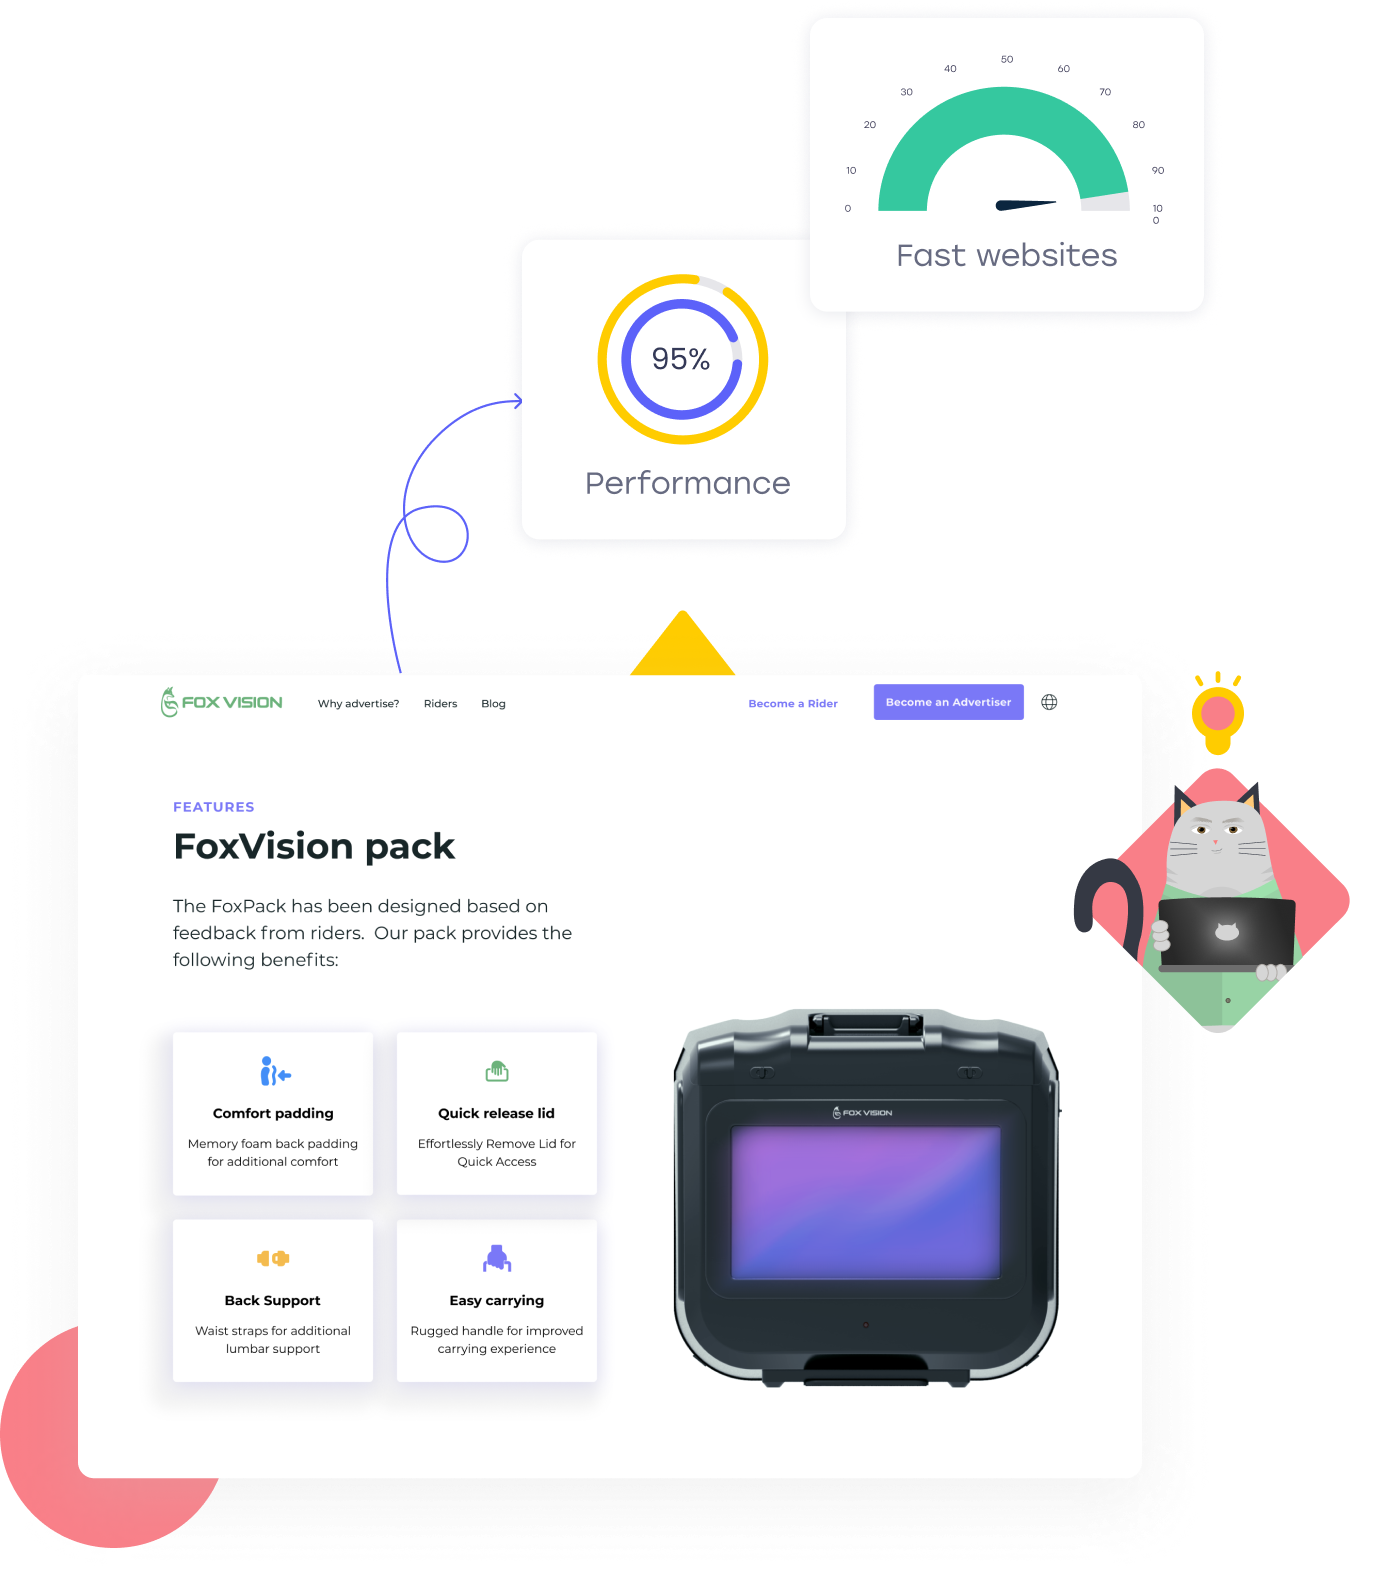 50
40
60
30
70
20
80
10
90
0
10
0
Fast websites
95%
Performance
FOX VISION
Why advertise?
Riders
Blog
Become a Rider
Become an Advertiser
FEATURES
FoxVision pack
The FoxPack has been designed based on
feedback from riders. Our pack provides the
following benefits:
Comfort padding
Memory foam back padding
for additional comfort
Quick release lid
Effortlessly Remove Lid for
Quick Access
Back Support
Waist straps for additional
lumbar support
Easy carrying
Rugged handle for improved
carrying experience
FOX VISION